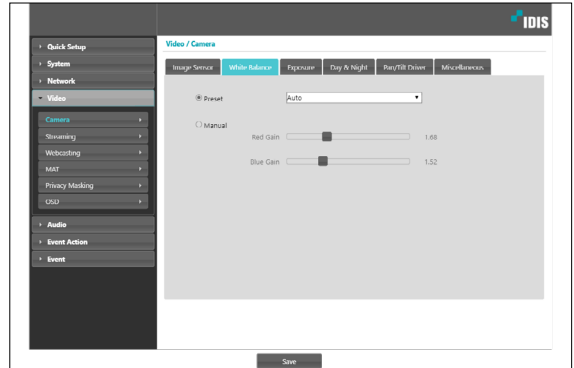 IDIS
Quick Setup
System
Network
Video
Camera
Streaming
Webcasting
MAT
Privacy Masking
OSD
Audio
Event Action
Event
Video / Camera
Image Sensor White Balance Exposure Day & Night Pan/Tilt Driver Miscellaneous
Preset Auto
Manual
Red Gain 1.68
Blue Gain 1.52
Save